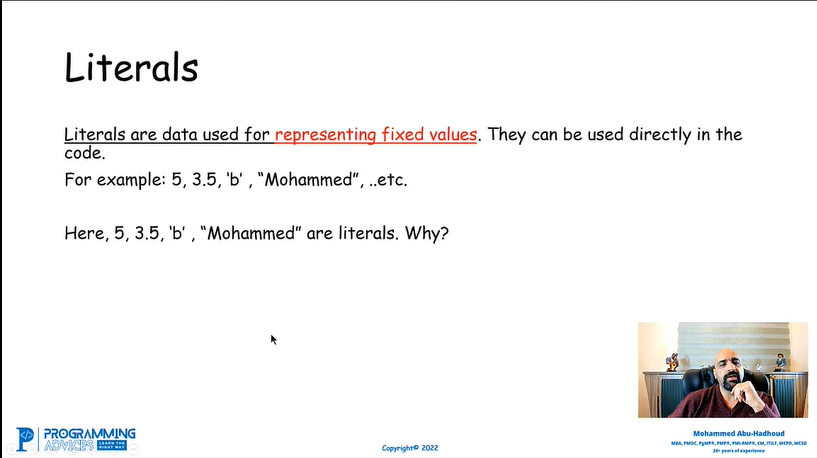 Literals
Literals are data used for representing fixed values. They can be used directly in the
code.
For example: 5, 3.5, ‘b’ , “Mohammed”, ..etc.
Here, 5, 3.5, ‘b’ , “Mohammed” are literals. Why?
PROGRAMMING
ADVICES LEARN THE
RIGHT WAY
Copyright© 2022
Mohammed Abu-Hadhoud
MBA, PMOC, PgMP®, PMP®, PMI-RMP®, CM, ITILF, MCPD, MCSD
26+ years of experience